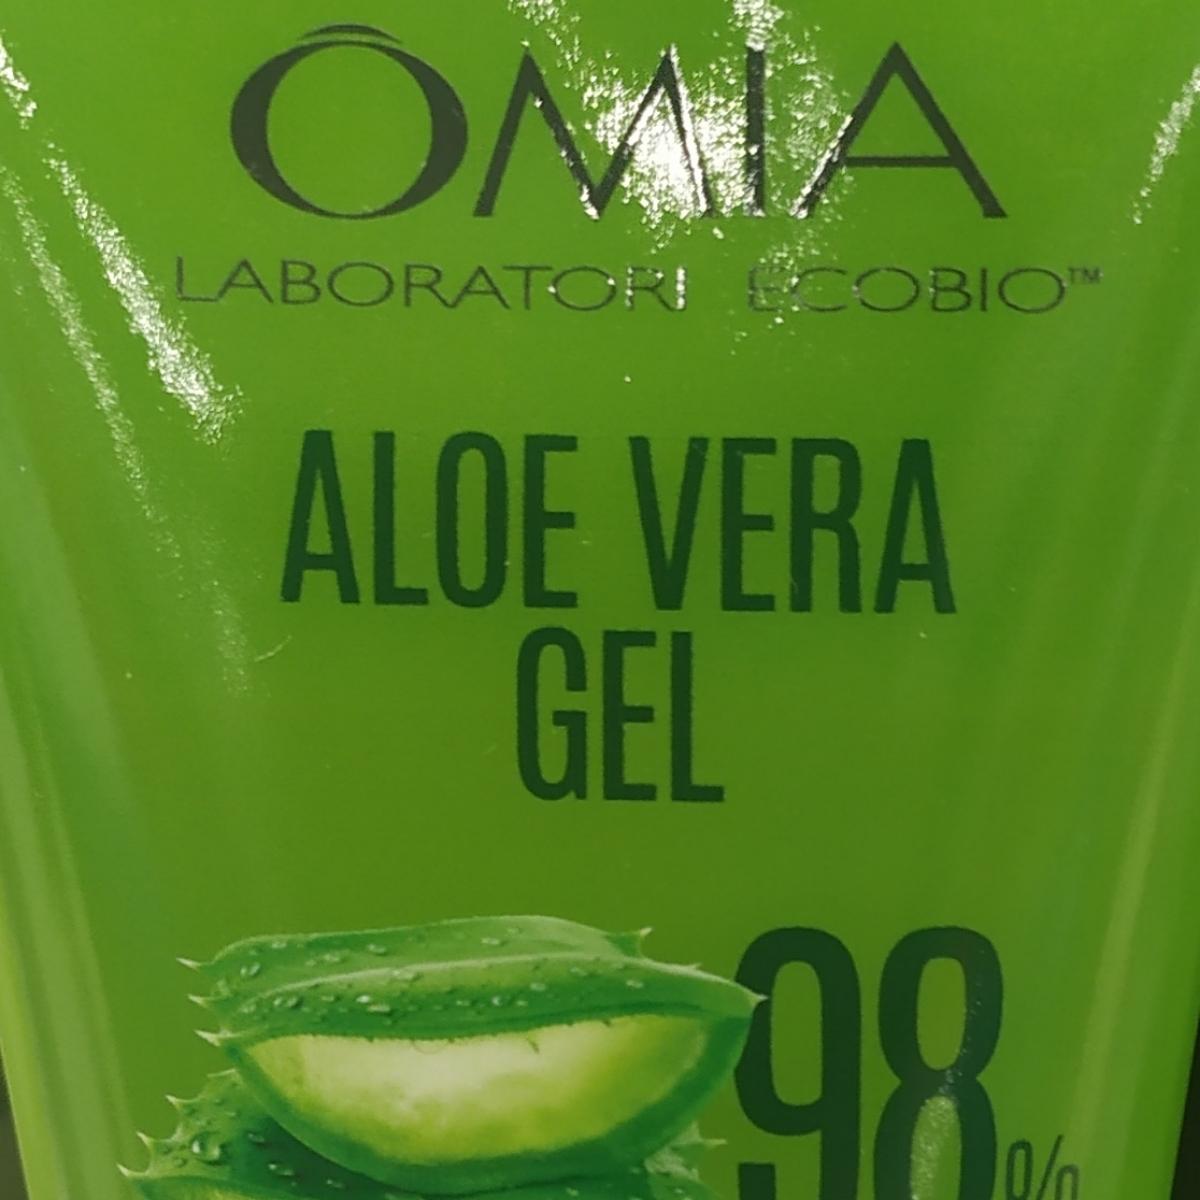 ÔMIA
LABORATORI ECOBIO™
ALOE VERA
GEL
98%